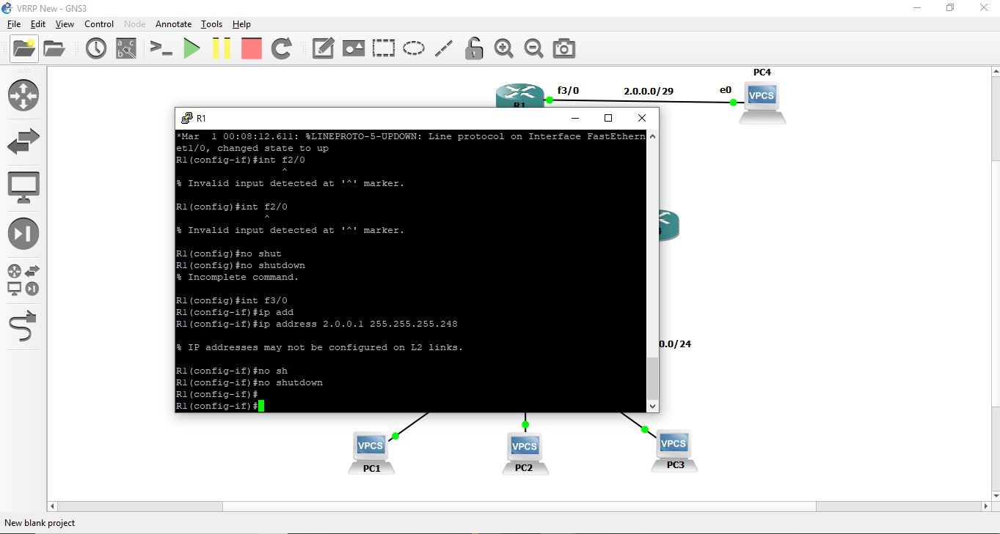 VRRP New - GNS3
File Edit View Control Node Annotate Tools Help
PC4
f3/0 2.0.0.0/29 e0
VPCS
R1
R1
*Mar  1 00:08:12.611: %LINEPROTO-5-UPDOWN: Line protocol on Interface FastEthern
et1/0, changed state to up
R1(config-if)#int f2/0
^
% Invalid input detected at '^' marker.
R1(config)#int f2/0
^
% Invalid input detected at '^' marker.
R1(config)#no shut
R1(config)#no shutdown
% Incomplete command.
R1(config)#int f3/0
R1(config-if)#ip add
R1(config-if)#ip address 2.0.0.1 255.255.255.248
% IP addresses may not be configured on L2 links.
R1(config-if)#no sh
R1(config-if)#no shutdown
R1(config-if)#
R1(config-if)#
0.0/24
VPCS
PC1
VPCS
PC2
VPCS
PC3
New blank project